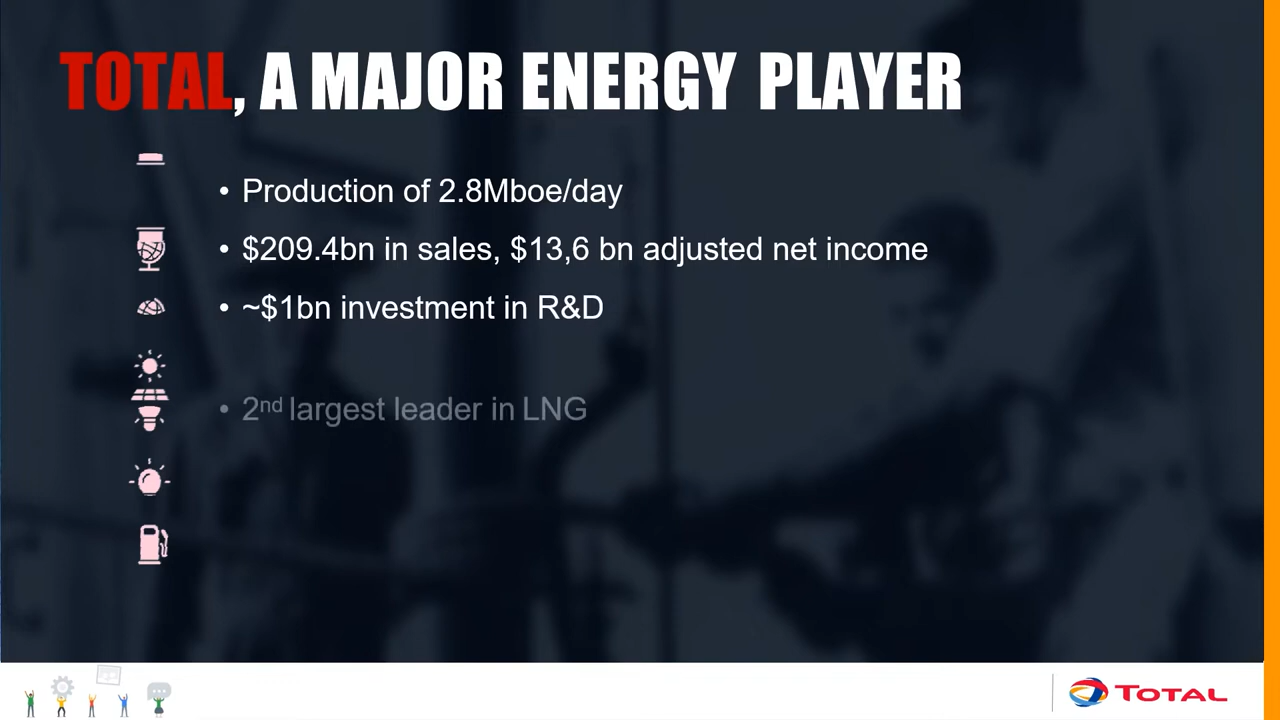 TOTAL, A MAJOR ENERGY PLAYER
• Production of 2.8Mboe/day
• $209.4bn in sales, $13,6 bn adjusted net income
• ~$1bn investment in R&D
• 2nd largest leader in LNG
TOTAL